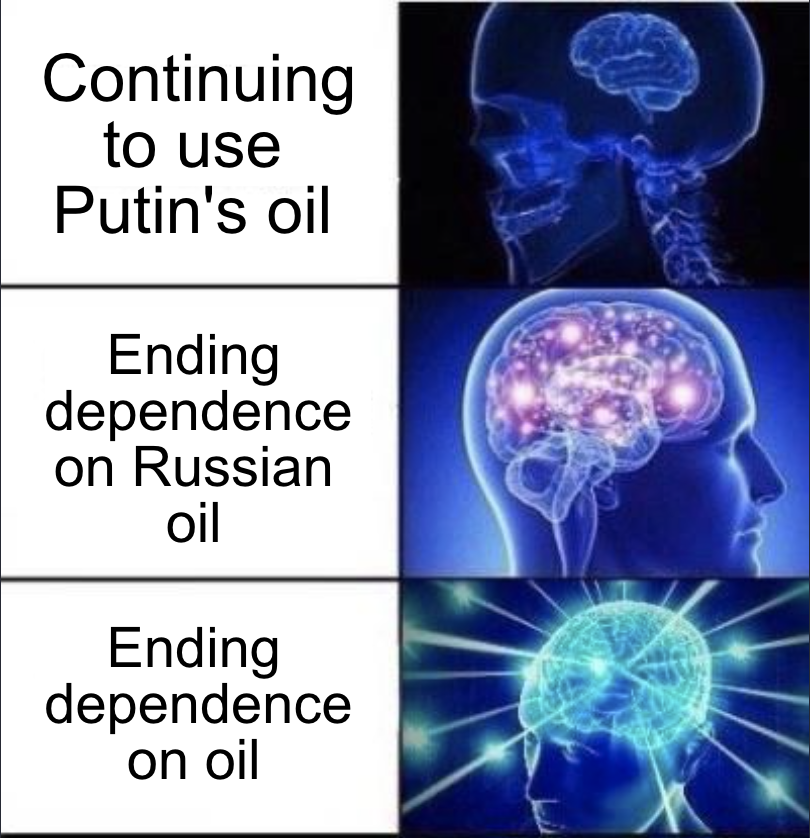 Continuing
to use
Putin's oil
Ending
dependence
on Russian
oil
Ending
dependence
on oil